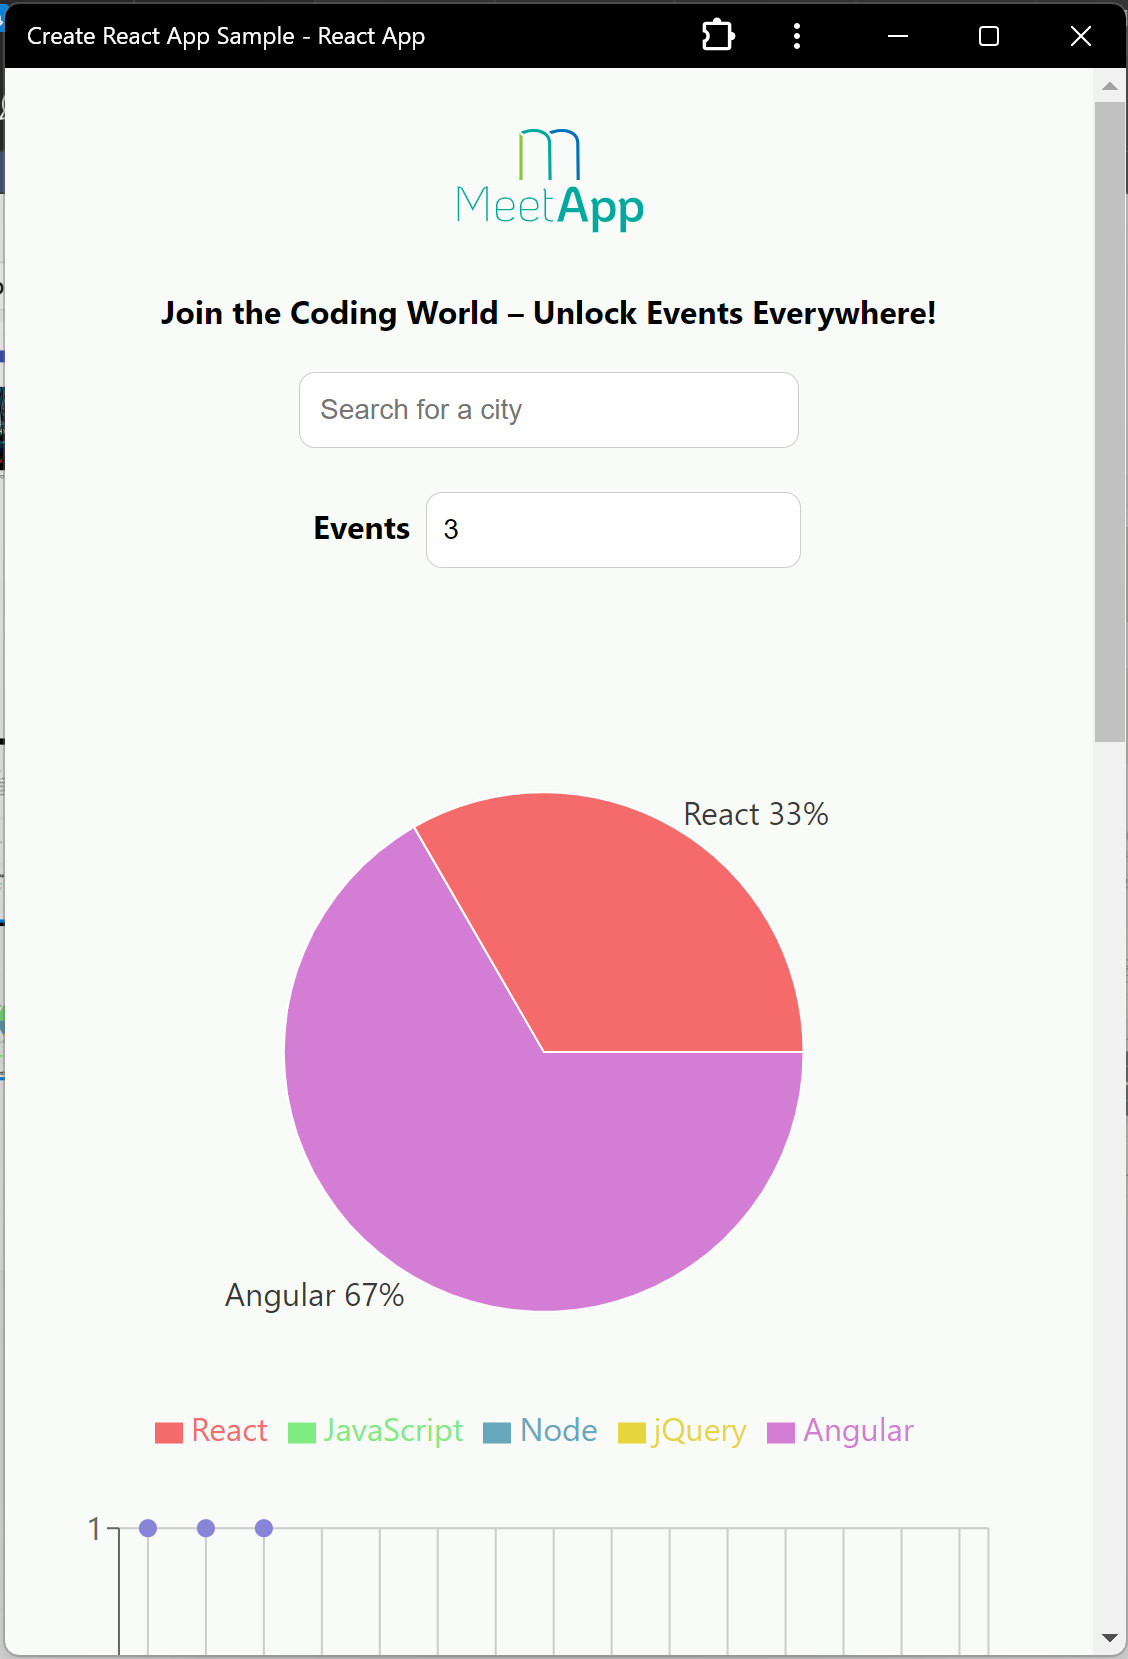 Create React App Sample - React App
MeetApp
Join the Coding World – Unlock Events Everywhere!
Search for a city
Events 3
React 33%
Angular 67%
React JavaScript Node jQuery Angular
1